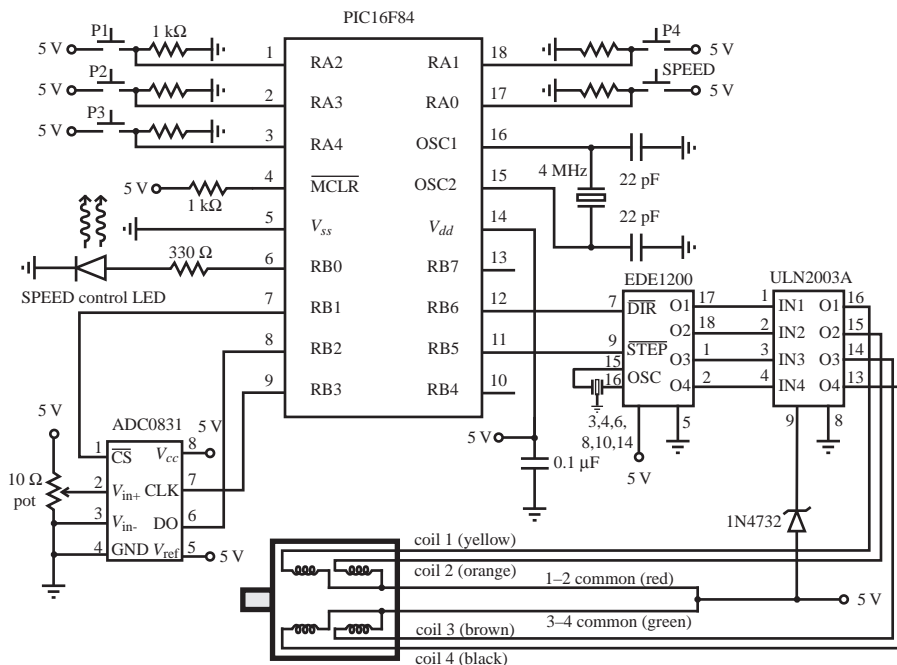 PIC16F84
P1
1 kΩ
5 V
1
RA2
RA1
18
P4
5 V
P2
5 V
2
RA3
RA0
17
SPEED
5 V
P3
5 V
3
RA4
OSC1
16
4 MHz
22 pF
5 V
1 kΩ
4
MCLR
OSC2
15
22 pF
5
Vss
Vdd
14
330 Ω
6
RB0
RB7
13
SPEED control LED
7
RB1
RB6
12
8
RB2
RB5
11
9
RB3
RB4
10
EDE1200
7
DIR
O1
17
O2
18
9
STEP
15
O3
1
OSC
16
O4
2
3,4,6,
8,10,14
5
5 V
ULN2003A
1
IN1
O1
16
2
IN2
O2
15
3
IN3
O3
14
4
IN4
O4
13
9
8
5 V
0.1 µF
ADC0831
5 V
5 V
1
CS
Vcc
8
10 Ω
pot
2
Vin+
CLK
7
3
Vin-
DO
6
4
GND
Vref
5
5 V
1N4732
coil 1 (yellow)
coil 2 (orange)
1–2 common (red)
5 V
3–4 common (green)
coil 3 (brown)
coil 4 (black)